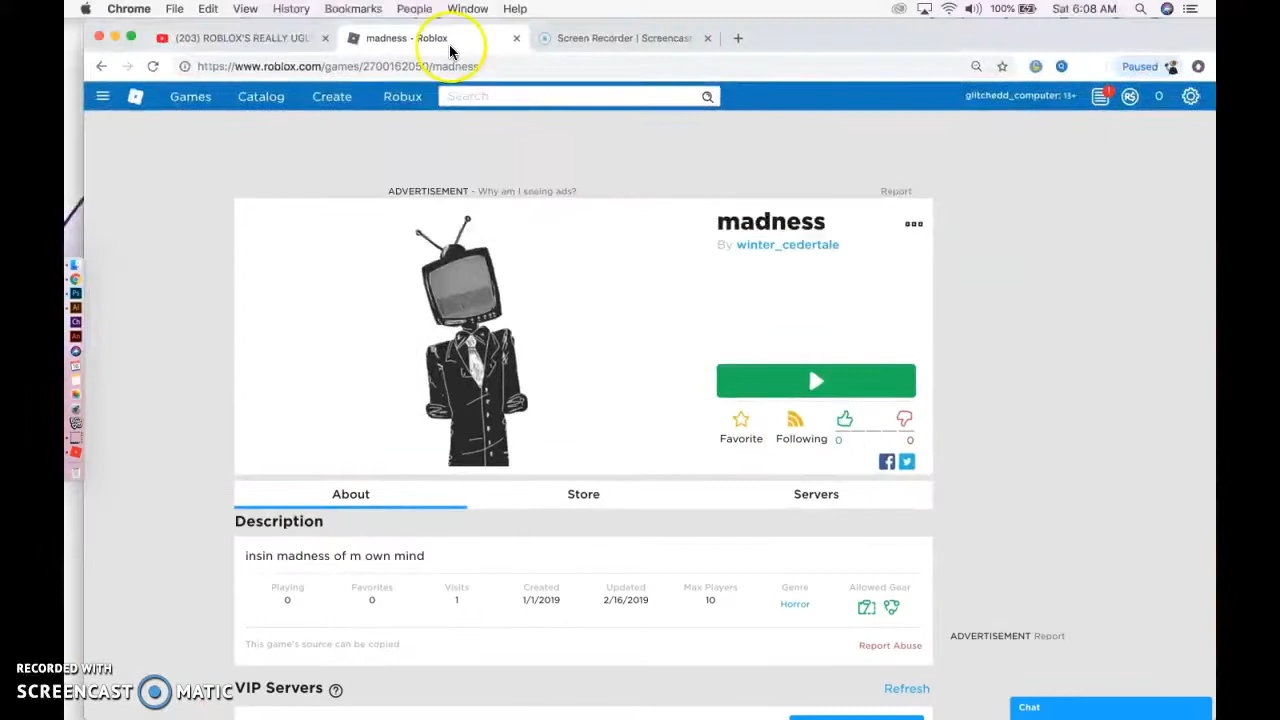 Chrome File Edit View History Bookmarks People Window Help 100% Sat 6:08 AM
(203) ROBLOX'S REALLY UGL madness - Roblox Screen Recorder | Screencast
https://www.roblox.com/games/2700162050/madness Paused
Games Catalog Create Robux Search glitchedd_computer: 13+ 1 0
ADVERTISEMENT - Why am I seeing ads? Report
madness
By winter_cedertale
Favorite Following 0 0
About Store Servers
Description
insin madness of m own mind
Playing Favorites Visits Created Updated Max Players Genre Allowed Gear
0 0 1 1/1/2019 2/16/2019 10 Horror
This game's source can be copied Report Abuse
ADVERTISEMENT Report
VIP Servers Refresh
Chat
RECORDED WITH
SCREENCAST MATIC